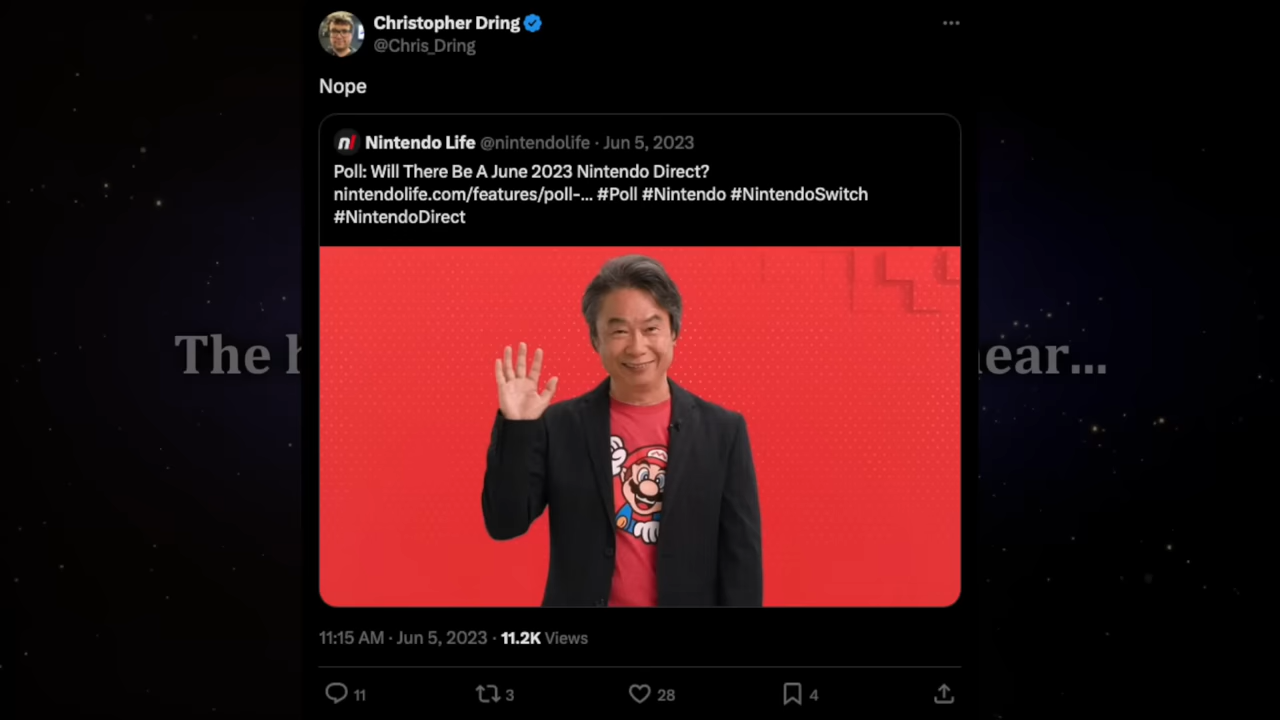 Christopher Dring
@Chris_Dring
Nope
Nintendo Life @nintendolife · Jun 5, 2023
Poll: Will There Be A June 2023 Nintendo Direct?
nintendolife.com/features/poll-... #Poll #Nintendo #NintendoSwitch
#NintendoDirect
The
11:15 AM · Jun 5, 2023 · 11.2K Views
11 3 28 4